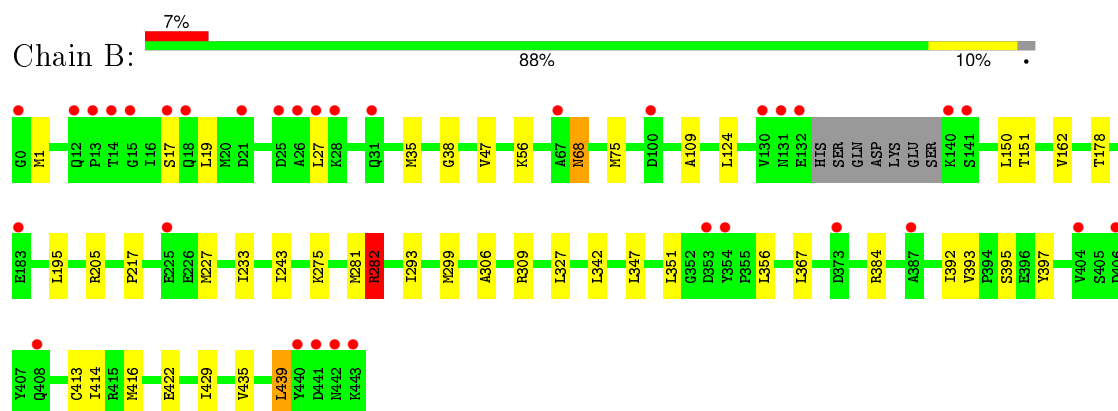 7%
Chain B:
88% 10% •
G0 M1 Q12 P13 T14 G15 I16 S17 Q18 L19 M20 D21 D25 A26 L27 K28 Q31 M35 G38 V47 K56 A67 N68 M75 D100 A109 L124 V130 N131 E132 HIS SER GLN ASP LYS GLU SER K140 S141 L150 T151 V162 T178
E183 L195 R205 P217 E225 E226 M227 I233 I243 K275 M281 R282 I293 M299 A306 R309 L327 L342 L347 L351 G352 D353 Y354 P355 L356 L367 D373 R384 A387 I392 V393 P394 S395 E396 Y397 V404 S405
Y407 Q408 C413 I414 R415 M416 E422 I429 V435 L439 Y440 D441 N442 K443